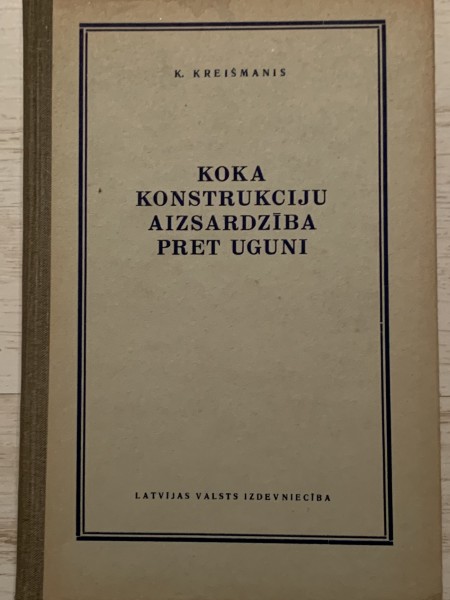 K. KREIŠMANIS
KOKA
KONSTRUKCIJU
AIZSARDZĪBA
PRET UGUNI
LATVIJAS VALSTS IZDEVNIECĪBA